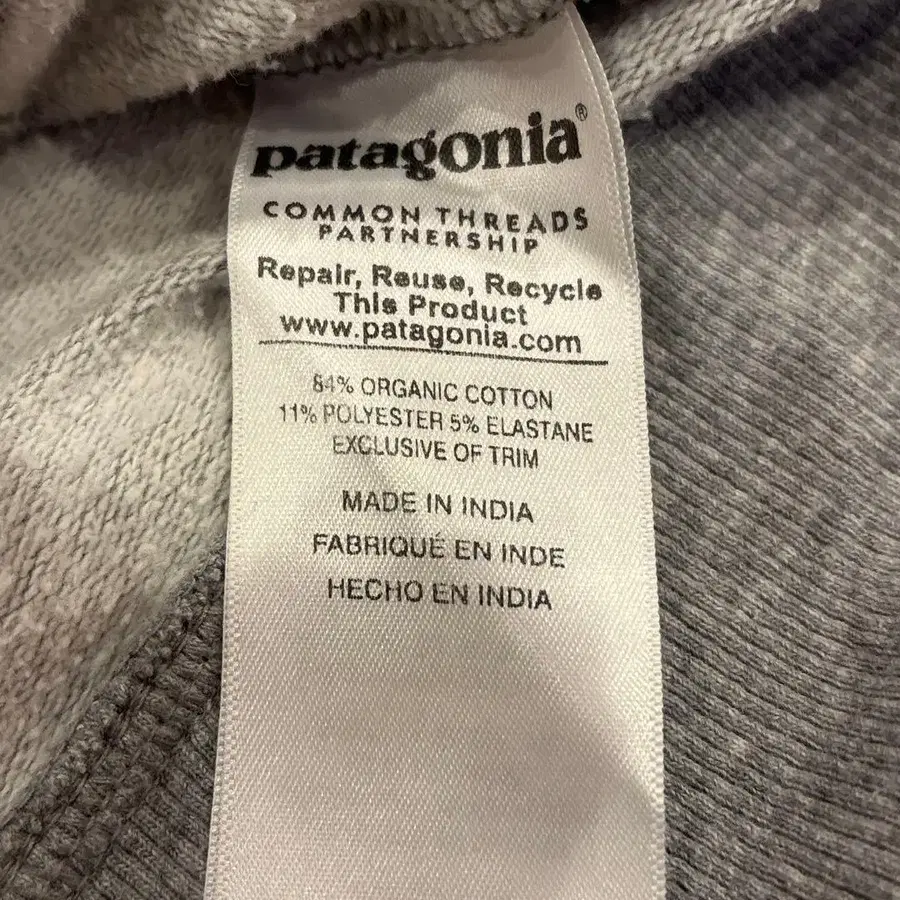 patagonia®
COMMON THREADS
PARTNERSHIP
Repair, Reuse, Recycle
This Product
www.patagonia.com
84% ORGANIC COTTON
11% POLYESTER 5% ELASTANE
EXCLUSIVE OF TRIM
MADE IN INDIA
FABRIQUÉ EN INDE
HECHO EN INDIA